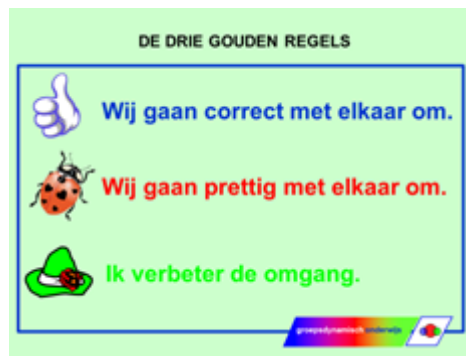 DE DRIE GOUDEN REGELS
Wij gaan correct met elkaar om.
Wij gaan prettig met elkaar om.
Ik verbeter de omgang.
groepsdynamisch onderwijs